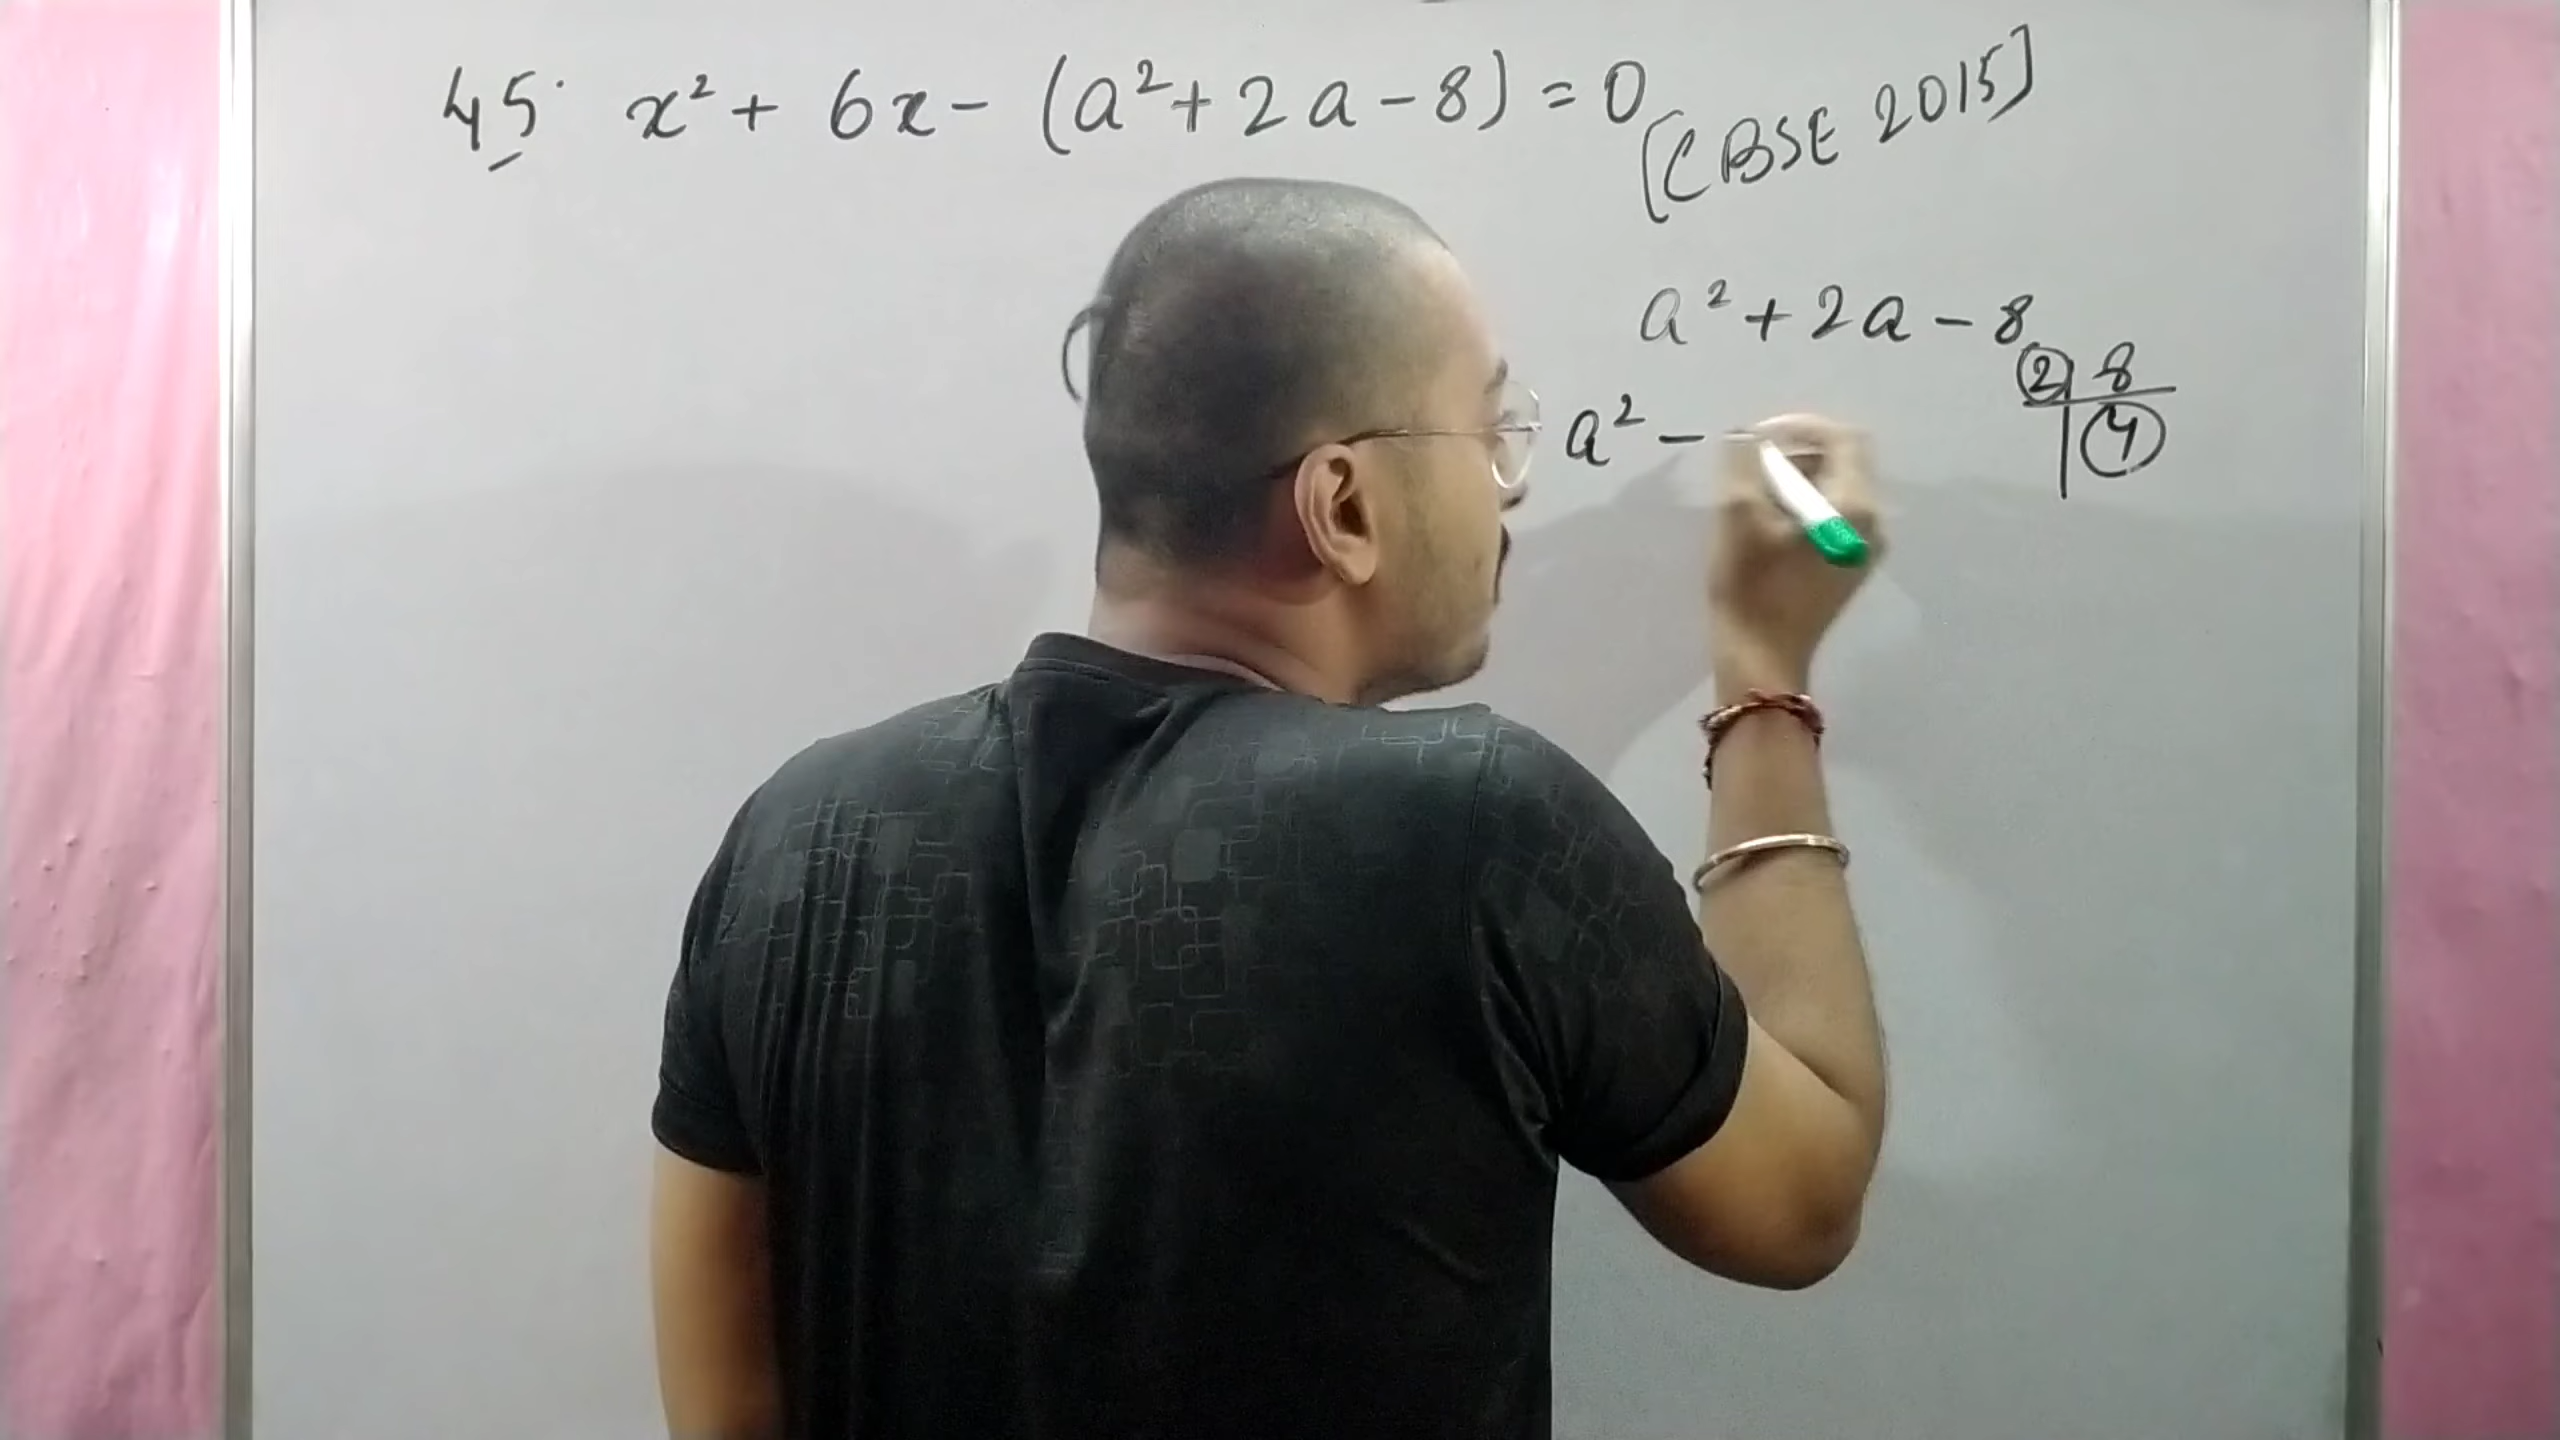 45. x² + 6x - (a² + 2a - 8) = 0
[CBSE 2015]
a² + 2a - 8
2 | 8
4
a² -